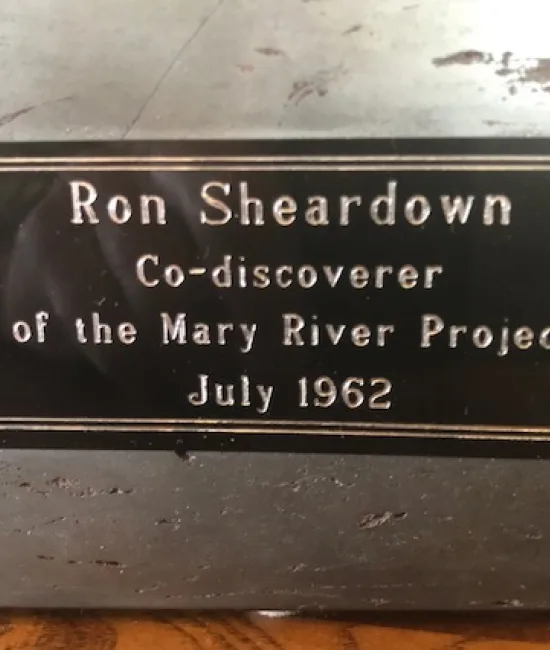 Ron Sheardown
Co-discoverer
of the Mary River Projec
July 1962